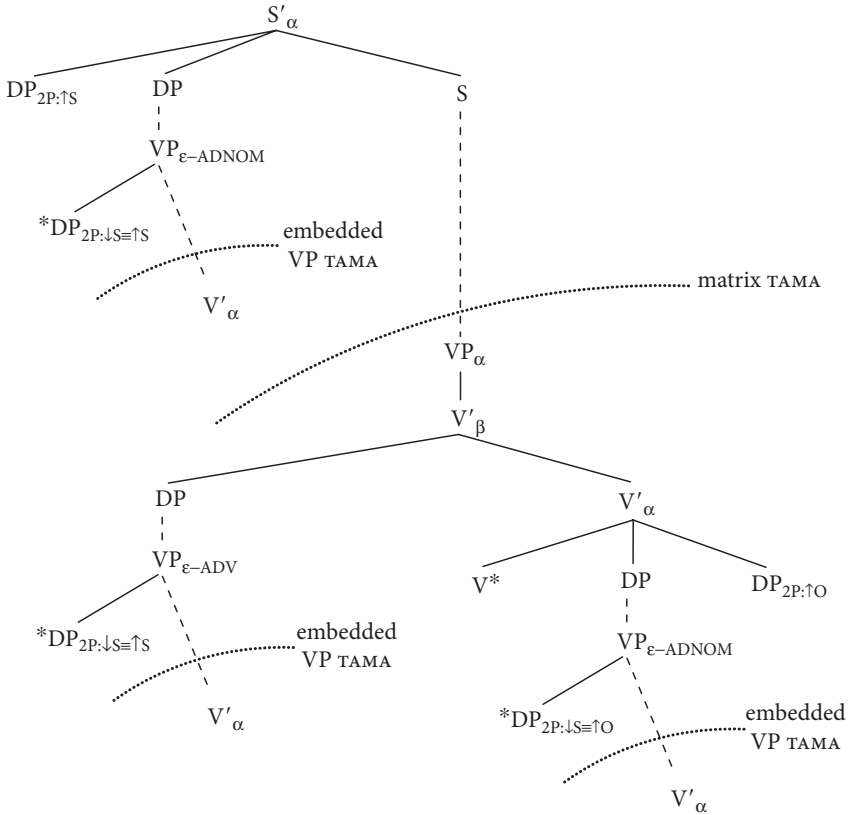 S′α
DP2P:↑S DP S
VPε–ADNOM
*DP2P:↓S≡↑S embedded
VP TAMA
V′α
matrix TAMA
VPα
V′β
DP V′α
VPε–ADV V* DP DP2P:↑O
*DP2P:↓S≡↑S embedded
VP TAMA
VPε–ADNOM
V′α
*DP2P:↓S≡↑O embedded
VP TAMA
V′α